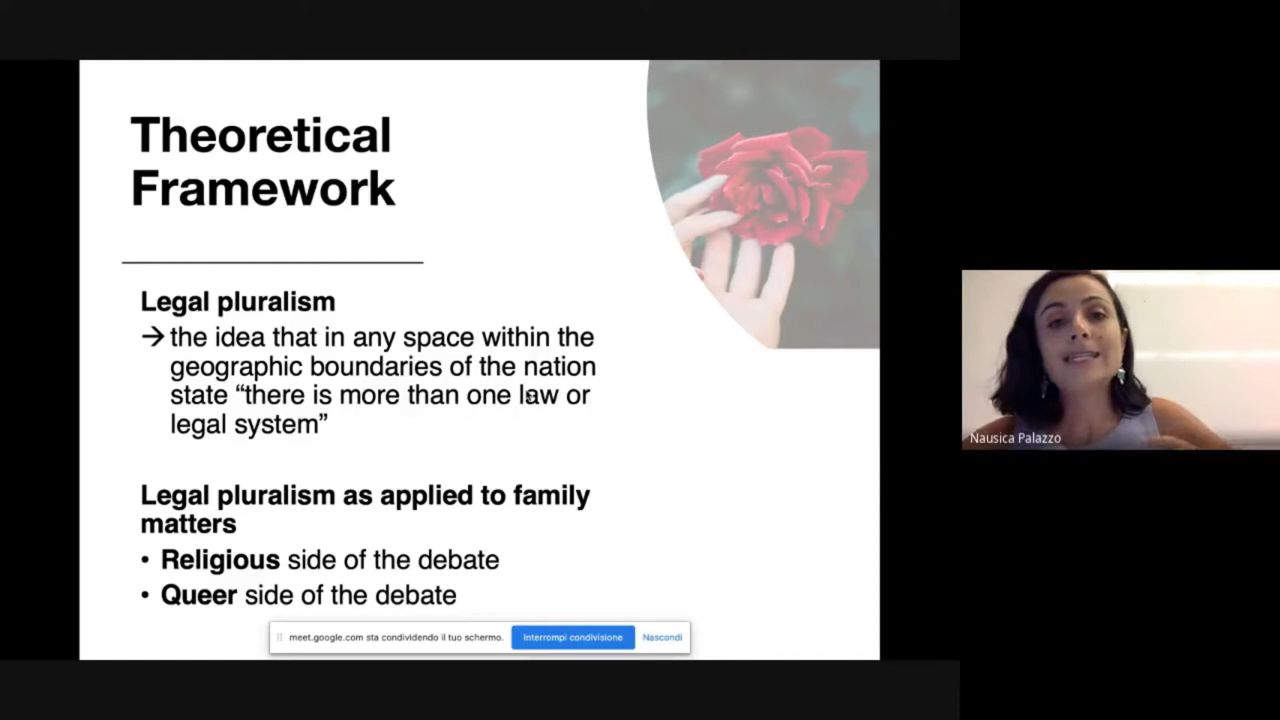 Theoretical
Framework
Legal pluralism
→ the idea that in any space within the
geographic boundaries of the nation
state “there is more than one law or
legal system”
Legal pluralism as applied to family
matters
• Religious side of the debate
• Queer side of the debate
meet.google.com sta condividendo il tuo schermo. Interrompi condivisione Nascondi
Nausica Palazzo